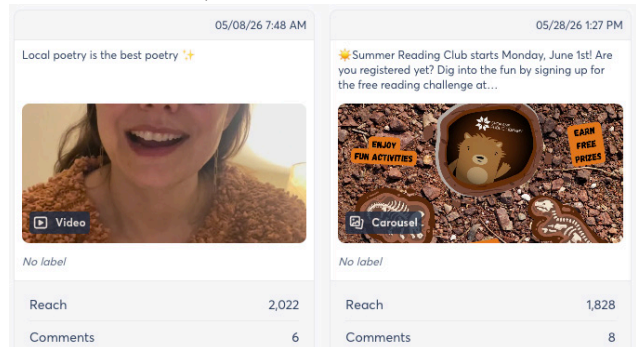 05/08/26 7:48 AM
Local poetry is the best poetry ✨
Video
No label
Reach 2,022
Comments 6
05/28/26 1:27 PM
☀️Summer Reading Club starts Monday, June 1st! Are
you registered yet? Dig into the fun by signing up for
the free reading challenge at…
ENJOY
FUN ACTIVITIES
EARN
FREE
PRIZES
Carousel
No label
Reach 1,828
Comments 8